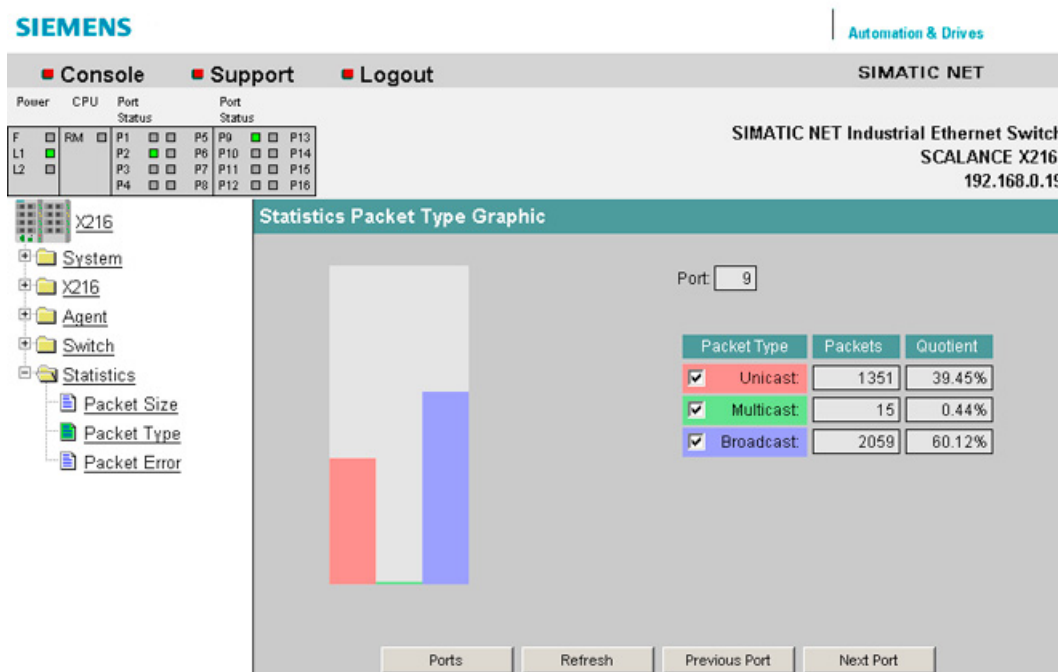 SIEMENS
Automation & Drives
Console Support Logout SIMATIC NET
Power CPU Port Status Port Status
F RM P1 P5 P9 P13
L1 P2 P6 P10 P14
L2 P3 P7 P11 P15
P4 P8 P12 P16
SIMATIC NET Industrial Ethernet Switch
SCALANCE X216
192.168.0.19
X216
System
X216
Agent
Switch
Statistics
Packet Size
Packet Type
Packet Error
Statistics Packet Type Graphic
Port: 9
Packet Type Packets Quotient
Unicast: 1351 39.45%
Multicast: 15 0.44%
Broadcast: 2059 60.12%
Ports Refresh Previous Port Next Port